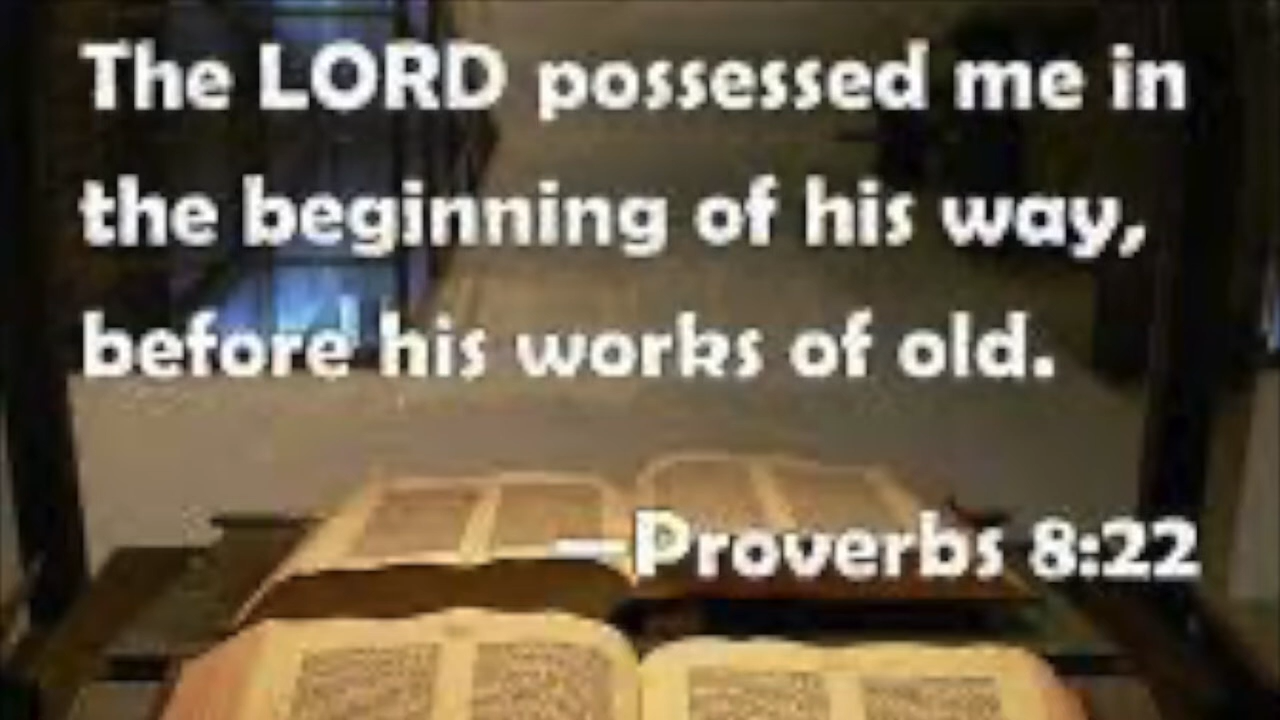 The LORD possessed me in
the beginning of his way,
before his works of old.
—Proverbs 8:22